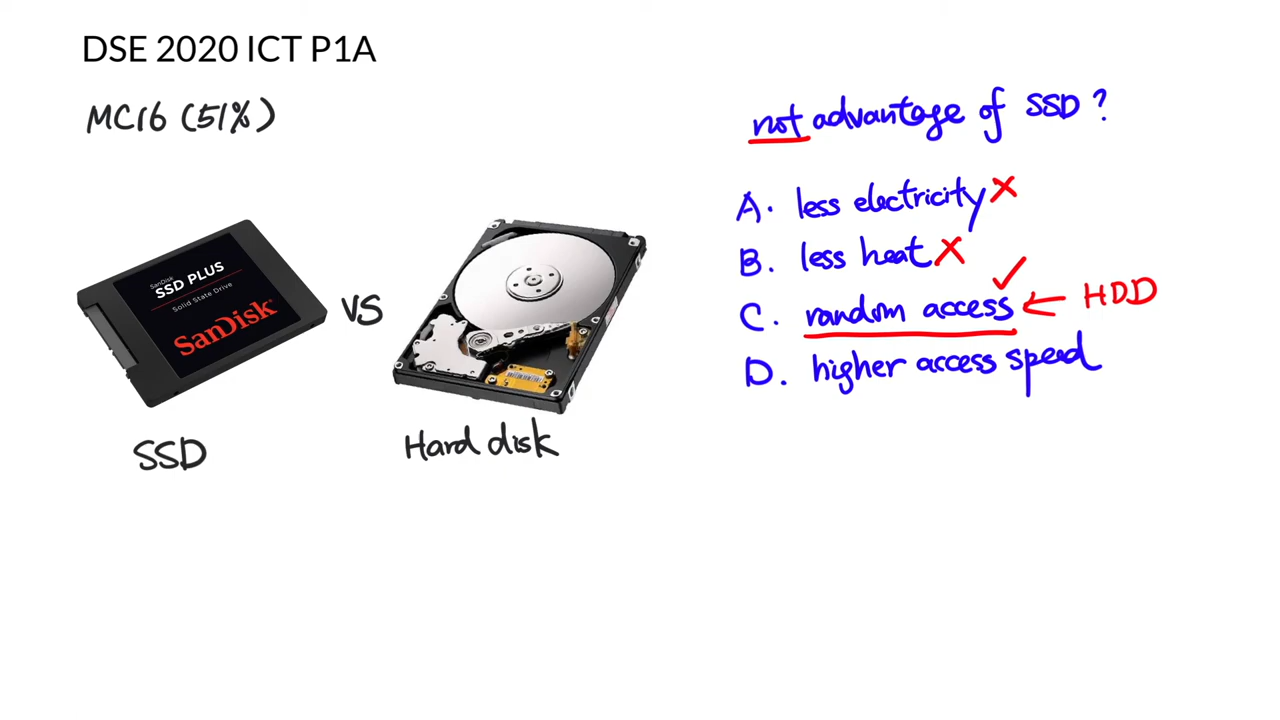 DSE 2020 ICT P1A
MC16 (51%)
not advantage of SSD?
A. less electricity ×
B. less heat ×
C. random access ✓ ← HDD
D. higher access speed
SanDisk
SSD PLUS
Solid State Drive
SanDisk
vs
SSD
Hard disk